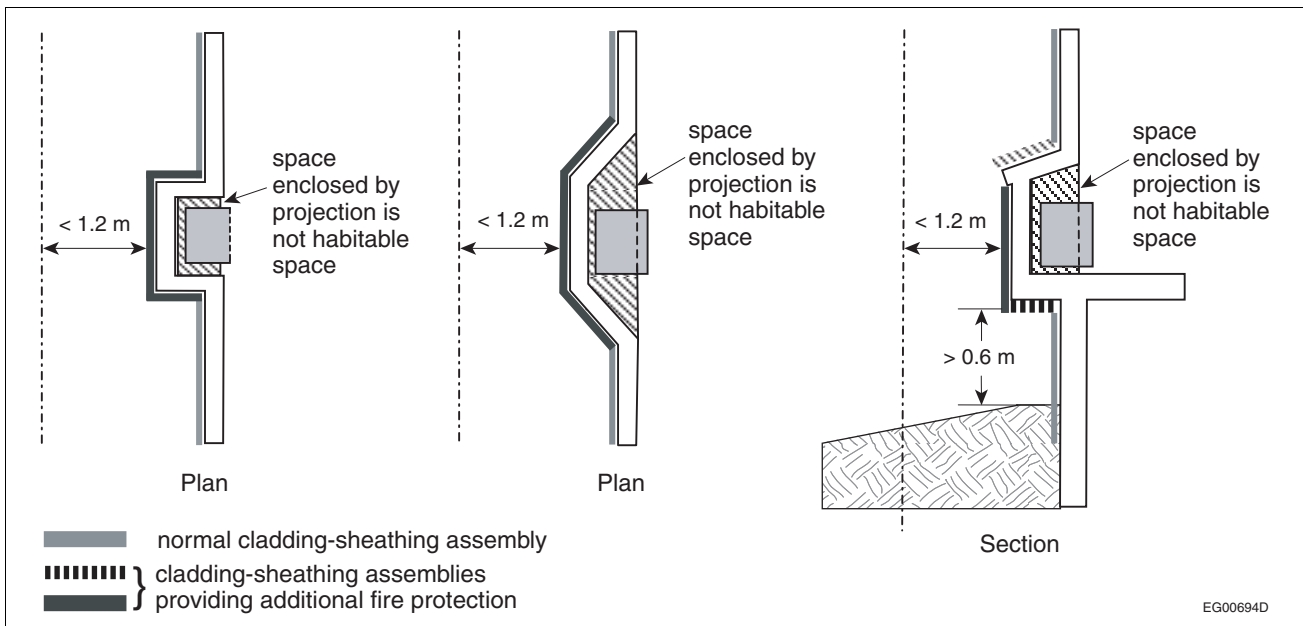 space
enclosed by
projection is
not habitable
space
< 1.2 m
Plan
space
enclosed by
projection is
not habitable
space
< 1.2 m
Plan
space
enclosed by
projection is
not habitable
space
< 1.2 m
> 0.6 m
Section
normal cladding-sheathing assembly
cladding-sheathing assemblies
providing additional fire protection
EG00694D